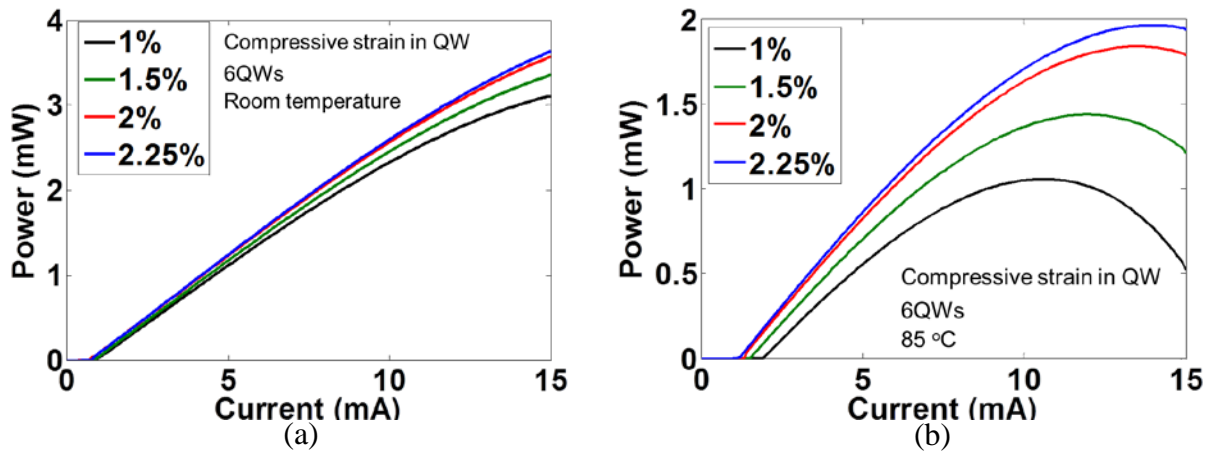 4
3
2
1
0
Power (mW)
1%
1.5%
2%
2.25%
Compressive strain in QW
6QWs
Room temperature
0
5
10
15
Current (mA)
(a)
2
1.5
1
0.5
0
Power (mW)
1%
1.5%
2%
2.25%
Compressive strain in QW
6QWs
85 °C
0
5
10
15
Current (mA)
(b)